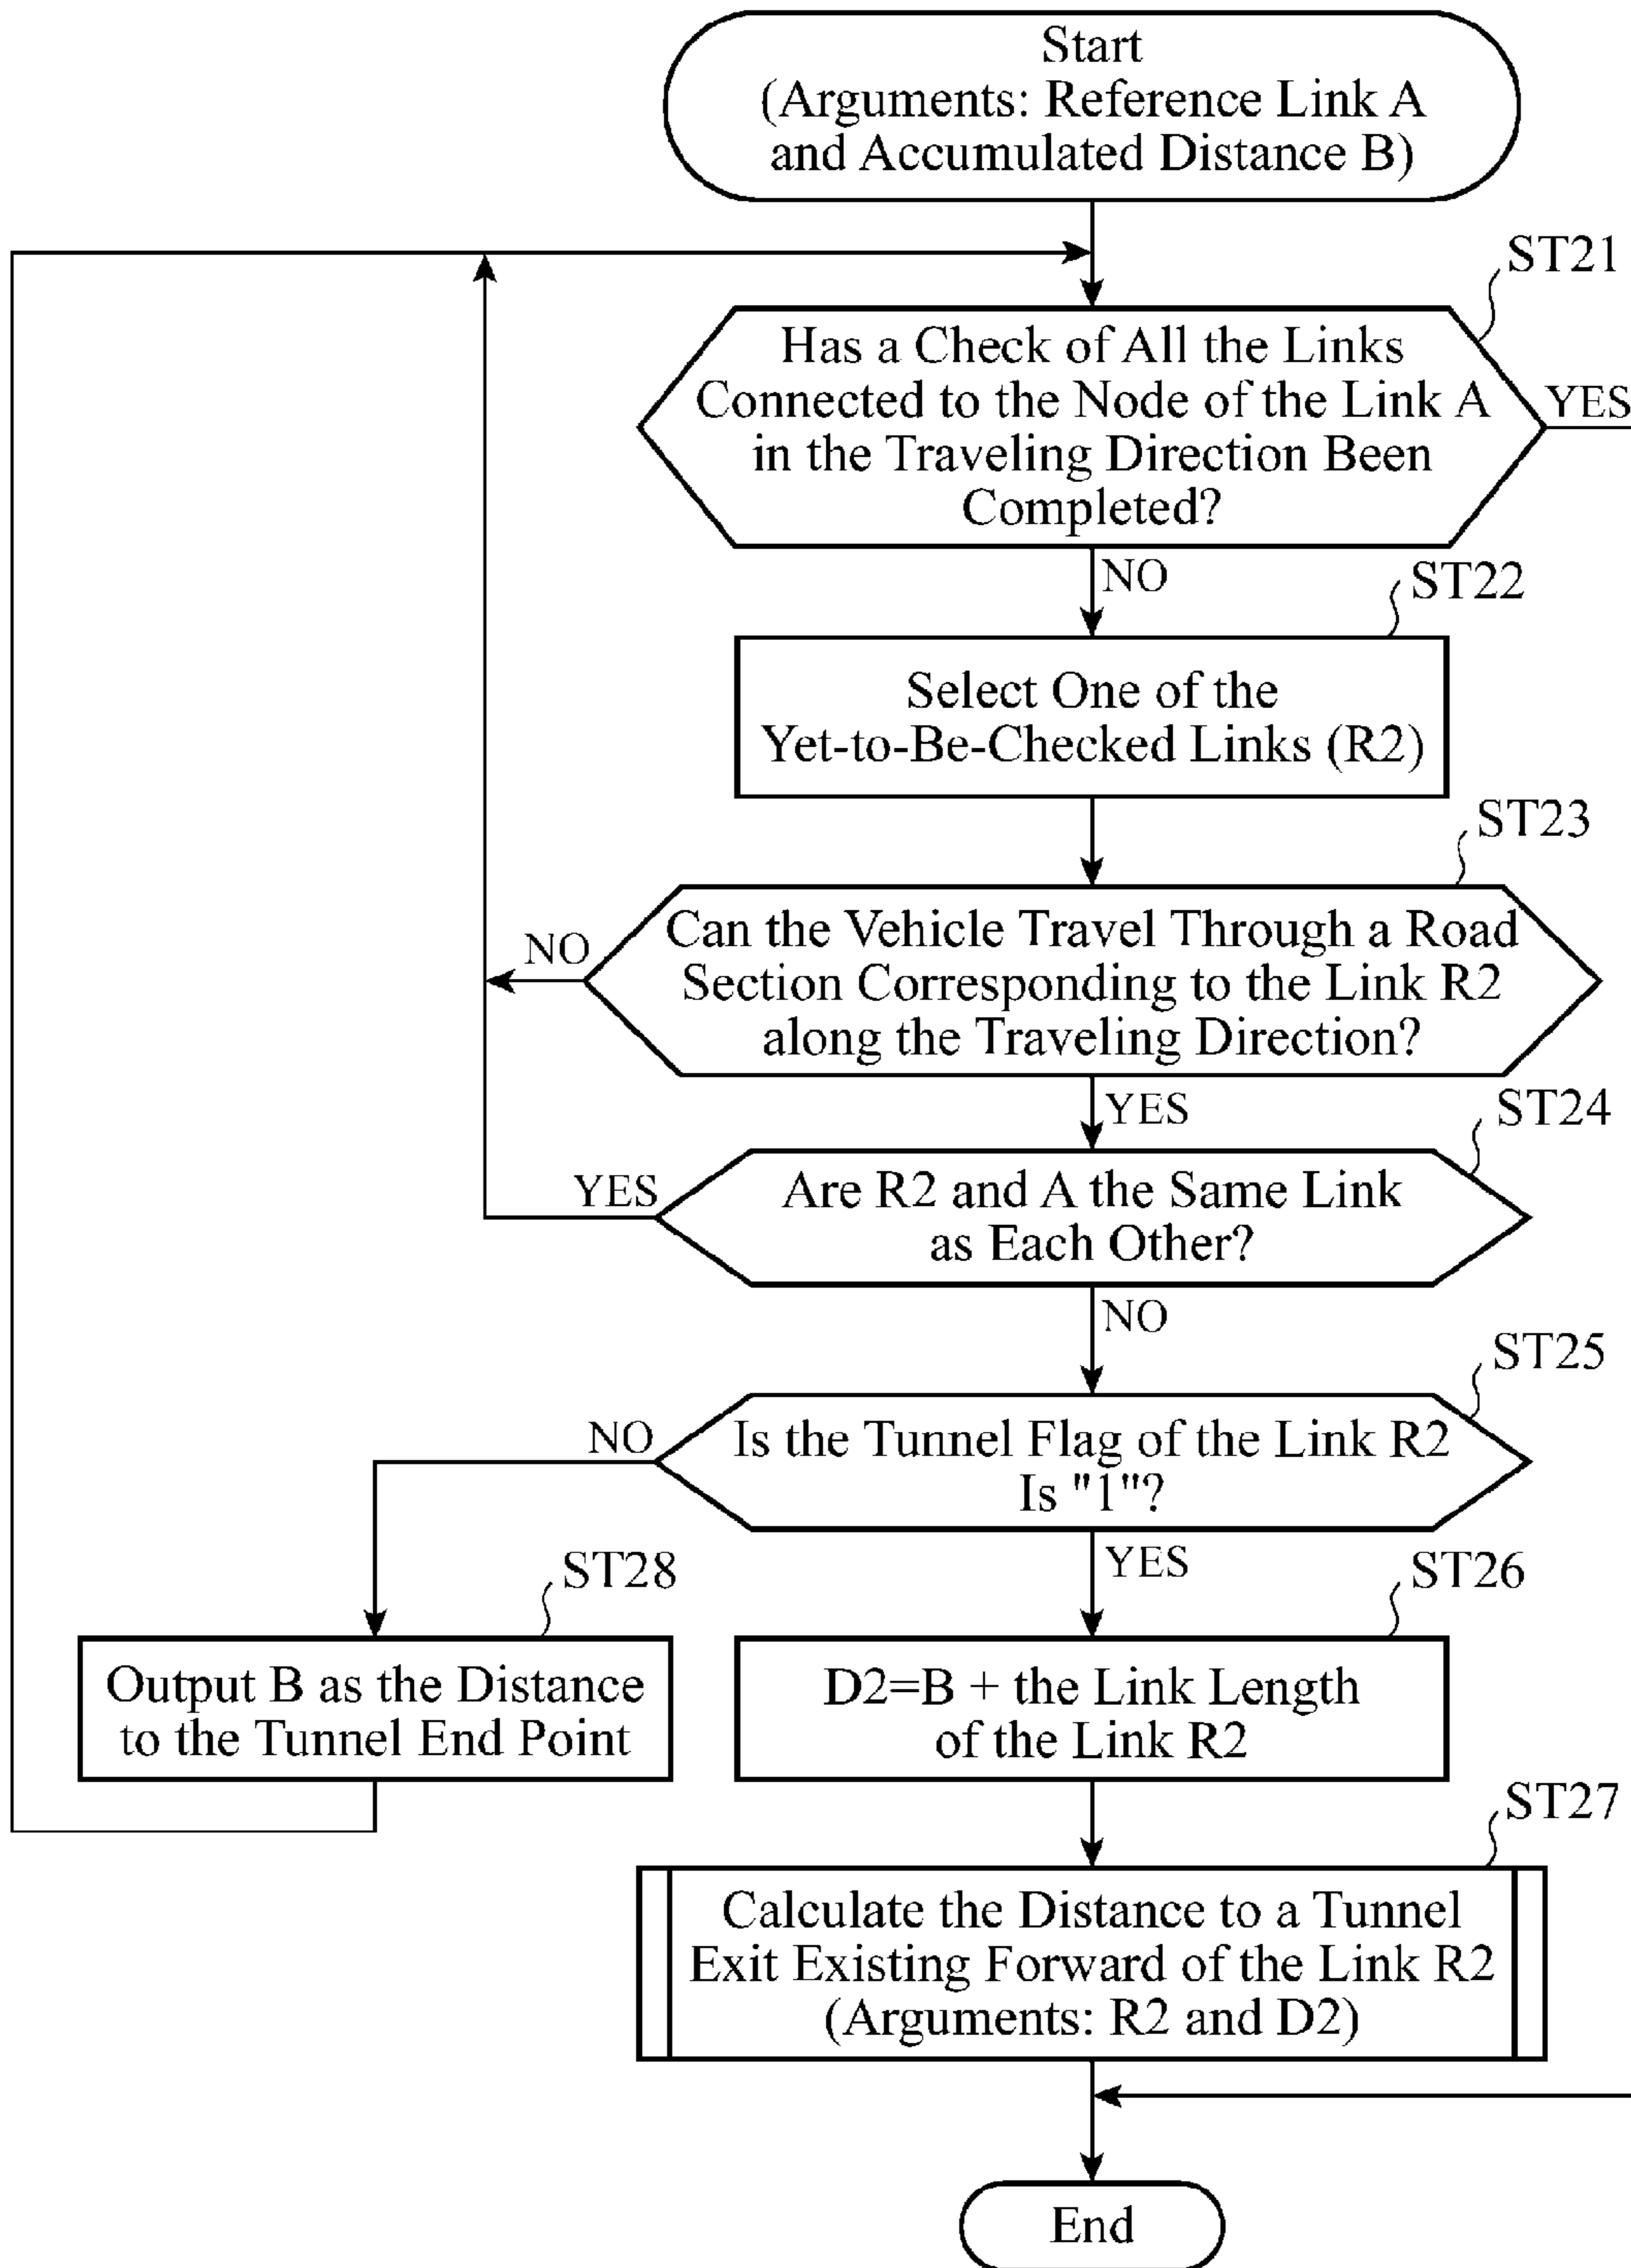 Start
(Arguments: Reference Link A
and Accumulated Distance B)
ST21
Has a Check of All the Links
Connected to the Node of the Link A
in the Traveling Direction Been
Completed?
YES
NO
ST22
Select One of the
Yet-to-Be-Checked Links (R2)
ST23
Can the Vehicle Travel Through a Road
Section Corresponding to the Link R2
along the Traveling Direction?
NO
YES
ST24
Are R2 and A the Same Link
as Each Other?
YES
NO
ST25
Is the Tunnel Flag of the Link R2
Is "1"?
NO
YES
ST28
Output B as the Distance
to the Tunnel End Point
ST26
D2=B + the Link Length
of the Link R2
ST27
Calculate the Distance to a Tunnel
Exit Existing Forward of the Link R2
(Arguments: R2 and D2)
End